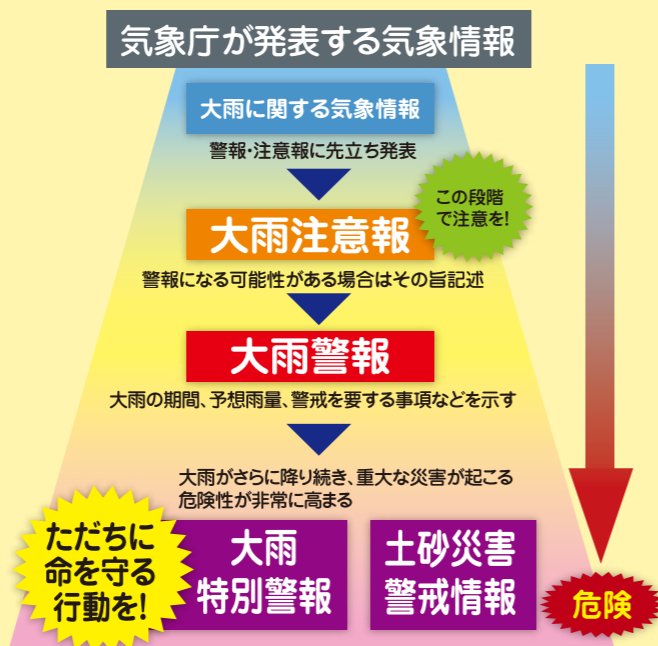 気象庁が発表する気象情報
大雨に関する気象情報
警報・注意報に先立ち発表
この段階
で注意を!
大雨注意報
警報になる可能性がある場合はその旨記述
大雨警報
大雨の期間、予想雨量、警戒を要する事項などを示す
大雨がさらに降り続き、重大な災害が起こる
危険性が非常に高まる
ただちに
命を守る
行動を!
大雨
特別警報
土砂災害
警戒情報
危険